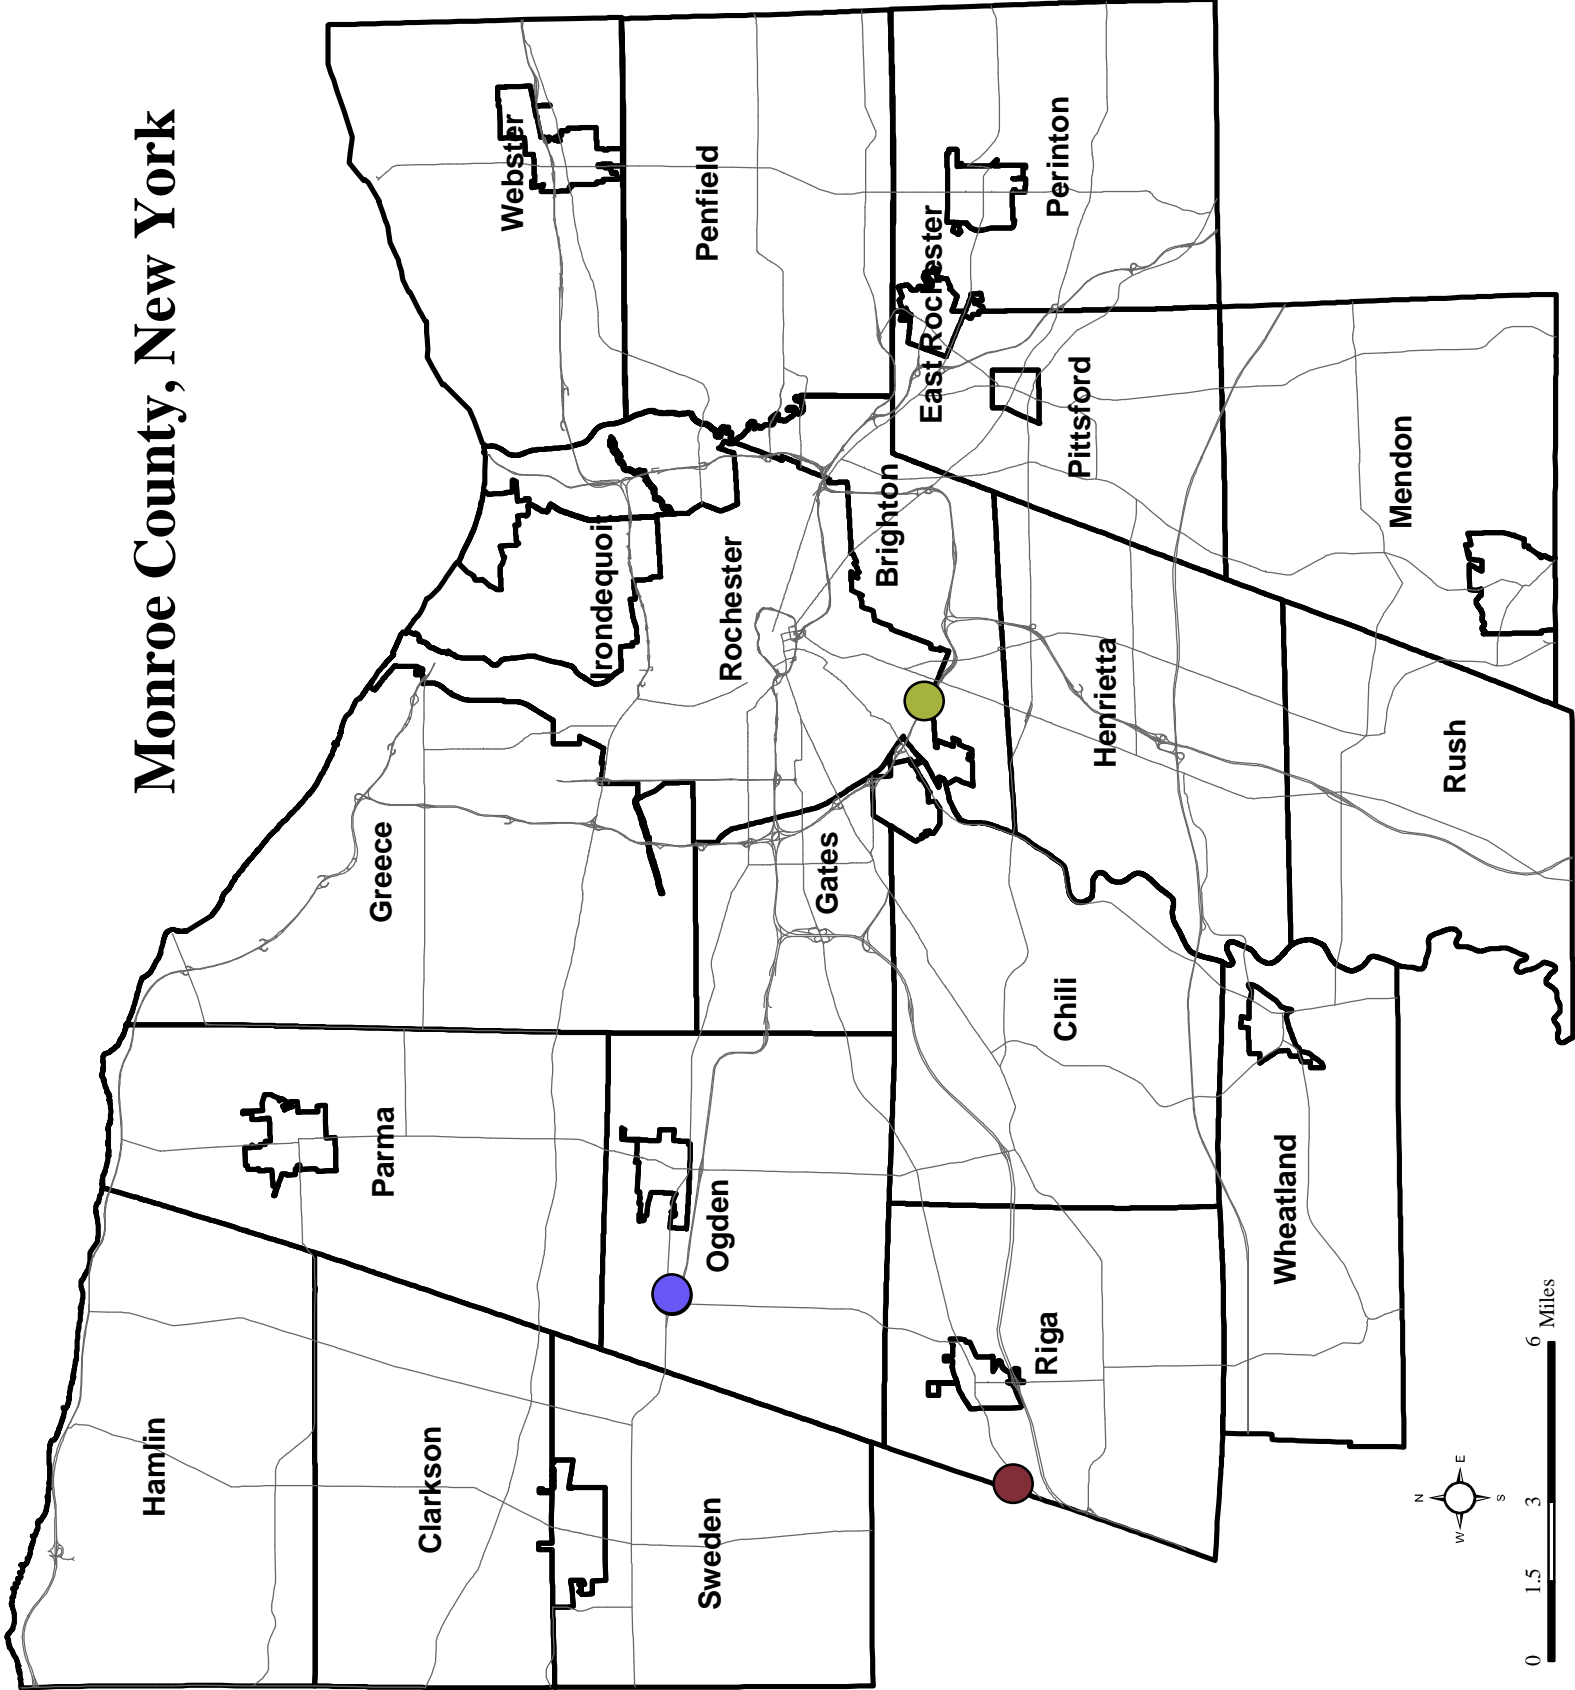 Monroe County, New York
Hamlin
Parma
Greece
Clarkson
Webster
Irondequoit
Sweden
Ogden
Rochester
Penfield
Gates
Brighton
East Rochester
Riga
Chili
Henrietta
Pittsford
Perinton
Wheatland
Mendon
Rush
N
W
E
S
0 1.5 3 6
Miles